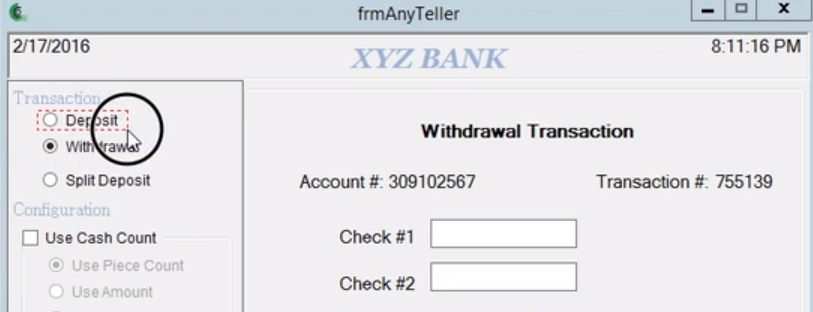 frmAnyTeller
2/17/2016
XYZ BANK
8:11:16 PM
Transaction
Deposit
Withdrawal
Split Deposit
Configuration
Use Cash Count
Use Piece Count
Use Amount
Withdrawal Transaction
Account #: 309102567 Transaction #: 755139
Check #1
Check #2